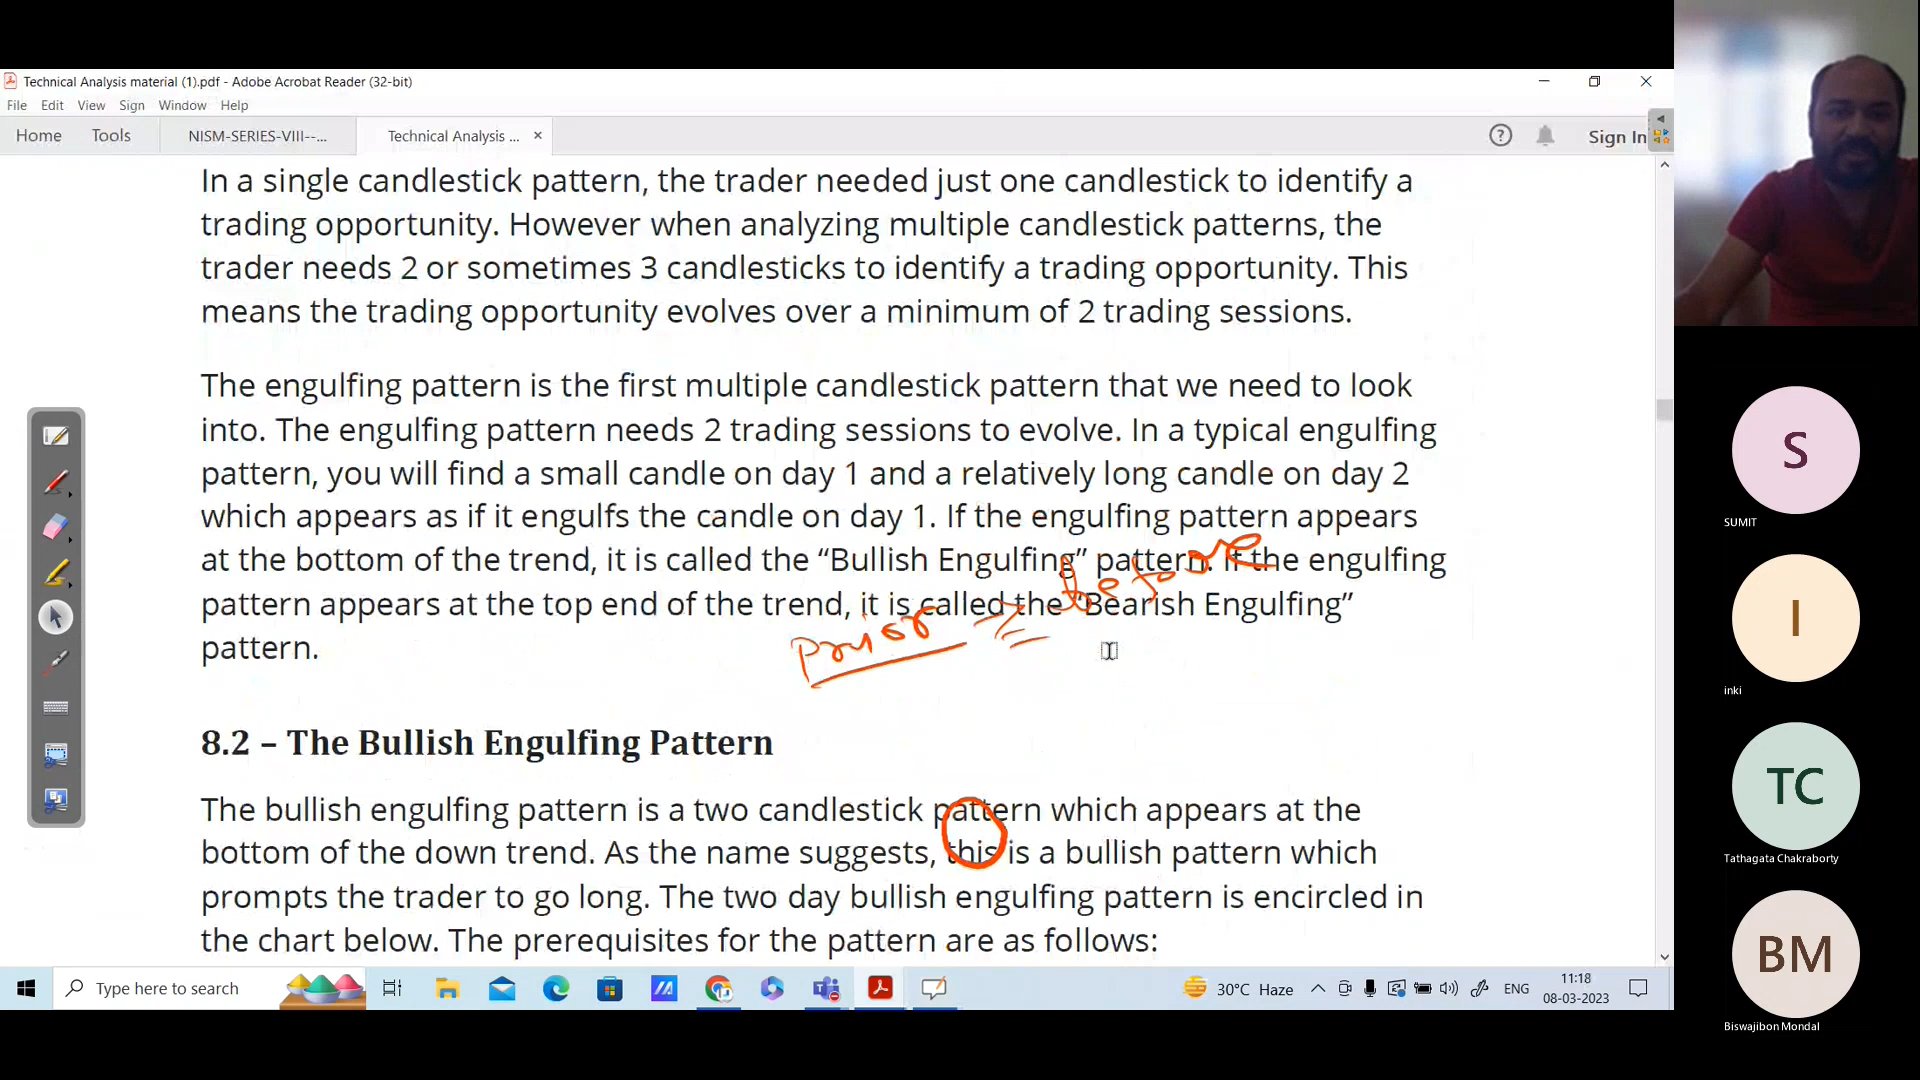 Technical Analysis material (1).pdf - Adobe Acrobat Reader (32-bit)
File Edit View Sign Window Help
Home Tools NISM-SERIES-VIII--... Technical Analysis ... × Sign In
In a single candlestick pattern, the trader needed just one candlestick to identify a
trading opportunity. However when analyzing multiple candlestick patterns, the
trader needs 2 or sometimes 3 candlesticks to identify a trading opportunity. This
means the trading opportunity evolves over a minimum of 2 trading sessions.
The engulfing pattern is the first multiple candlestick pattern that we need to look
into. The engulfing pattern needs 2 trading sessions to evolve. In a typical engulfing
pattern, you will find a small candle on day 1 and a relatively long candle on day 2
which appears as if it engulfs the candle on day 1. If the engulfing pattern appears
at the bottom of the trend, it is called the “Bullish Engulfing” pattern. If the engulfing
pattern appears at the top end of the trend, it is called the “Bearish Engulfing”
pattern.
prior => before
8.2 – The Bullish Engulfing Pattern
The bullish engulfing pattern is a two candlestick pattern which appears at the
bottom of the down trend. As the name suggests, this is a bullish pattern which
prompts the trader to go long. The two day bullish engulfing pattern is encircled in
the chart below. The prerequisites for the pattern are as follows:
Type here to search
30°C Haze
ENG
11:18
08-03-2023
S
SUMIT
I
inki
TC
Tathagata Chakraborty
BM
Biswajibon Mondal